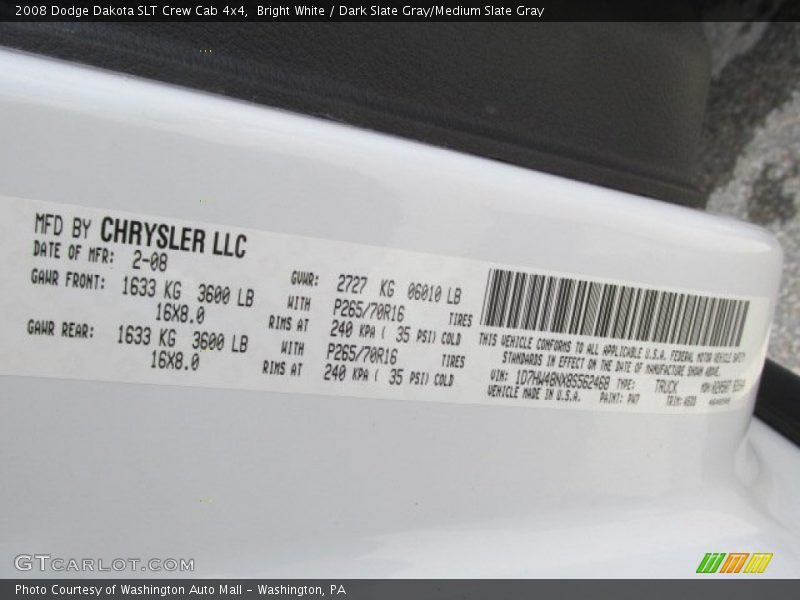 2008 Dodge Dakota SLT Crew Cab 4x4, Bright White / Dark Slate Gray/Medium Slate Gray
MFD BY CHRYSLER LLC
DATE OF MFR: 2-08
GAWR FRONT: 1633 KG 3600 LB
16X8.0
GAWR REAR: 1633 KG 3600 LB
16X8.0
GVWR: 2727 KG 06010 LB
WITH P265/70R16 TIRES
RIMS AT 240 KPA ( 35 PSI) COLD
WITH P265/70R16 TIRES
RIMS AT 240 KPA ( 35 PSI) COLD
THIS VEHICLE CONFORMS TO ALL APPLICABLE U.S.A. FEDERAL MOTOR VEHICLE SAFETY
STANDARDS IN EFFECT ON THE DATE OF MANUFACTURE SHOWN ABOVE.
VIN: 1D7HW48NX8S562468 TYPE: TRUCK MDH:
VEHICLE MADE IN U.S.A. PAINT: PW7 TRIM:
GTCARLOT.COM
Photo Courtesy of Washington Auto Mall - Washington, PA